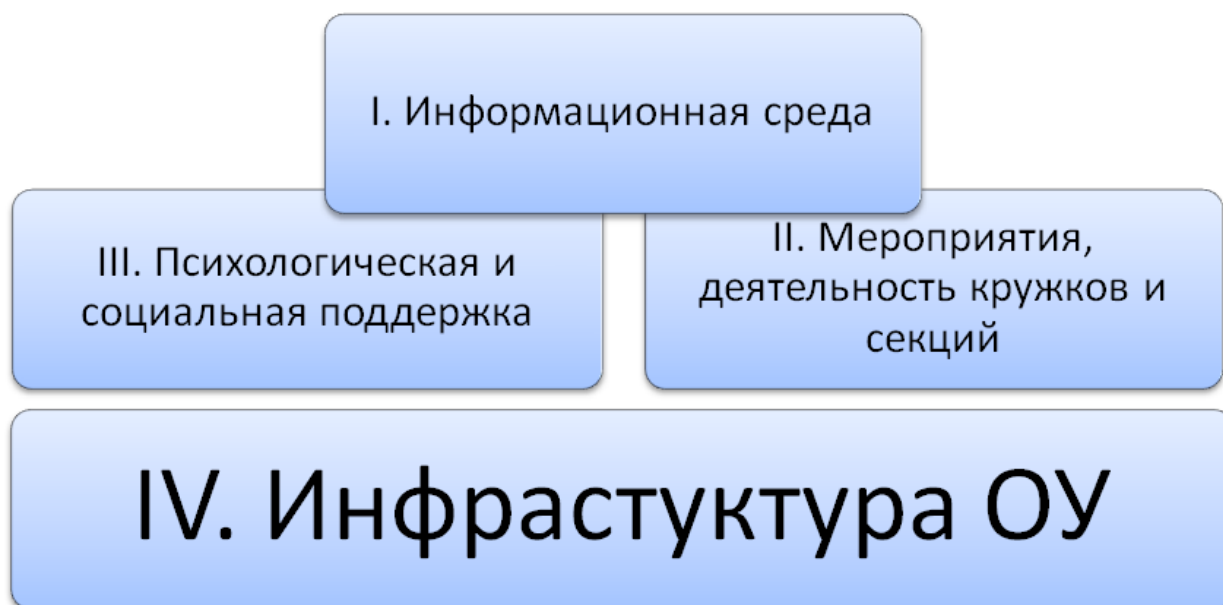 I. Информационная среда
III. Психологическая и
социальная поддержка
II. Мероприятия,
деятельность кружков и
секций
IV. Инфрастуктура ОУ